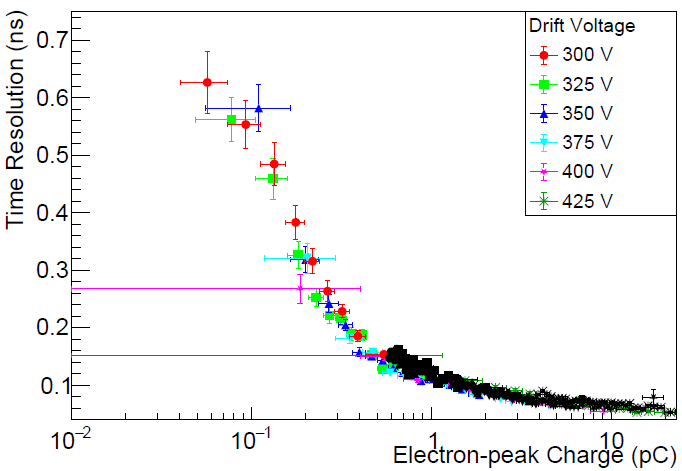 Time Resolution (ns)
0.7
0.6
0.5
0.4
0.3
0.2
0.1
Drift Voltage
300 V
325 V
350 V
375 V
400 V
425 V
10⁻² 10⁻¹ 1 10
Electron-peak Charge (pC)